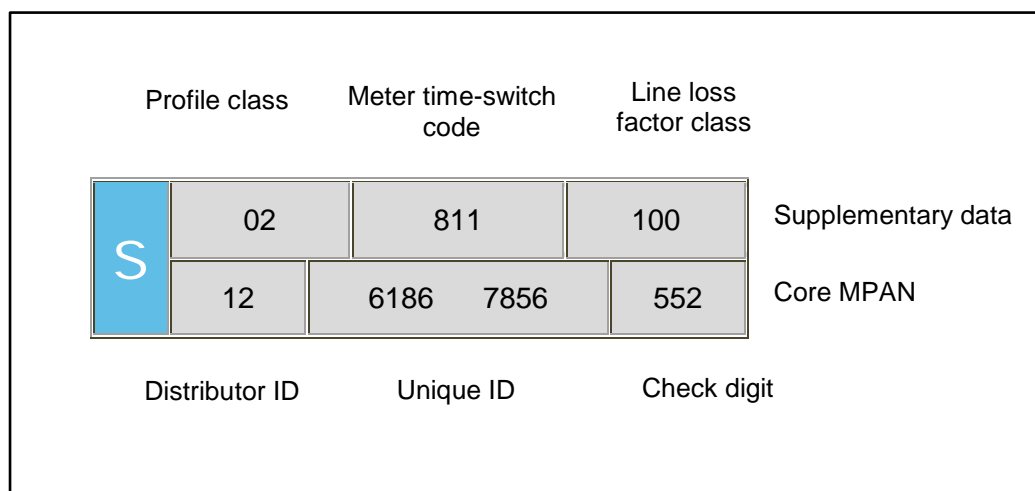 Profile class
Meter time-switch
code
Line loss
factor class
S
02 811 100
Supplementary data
12 6186 7856 552
Core MPAN
Distributor ID
Unique ID
Check digit